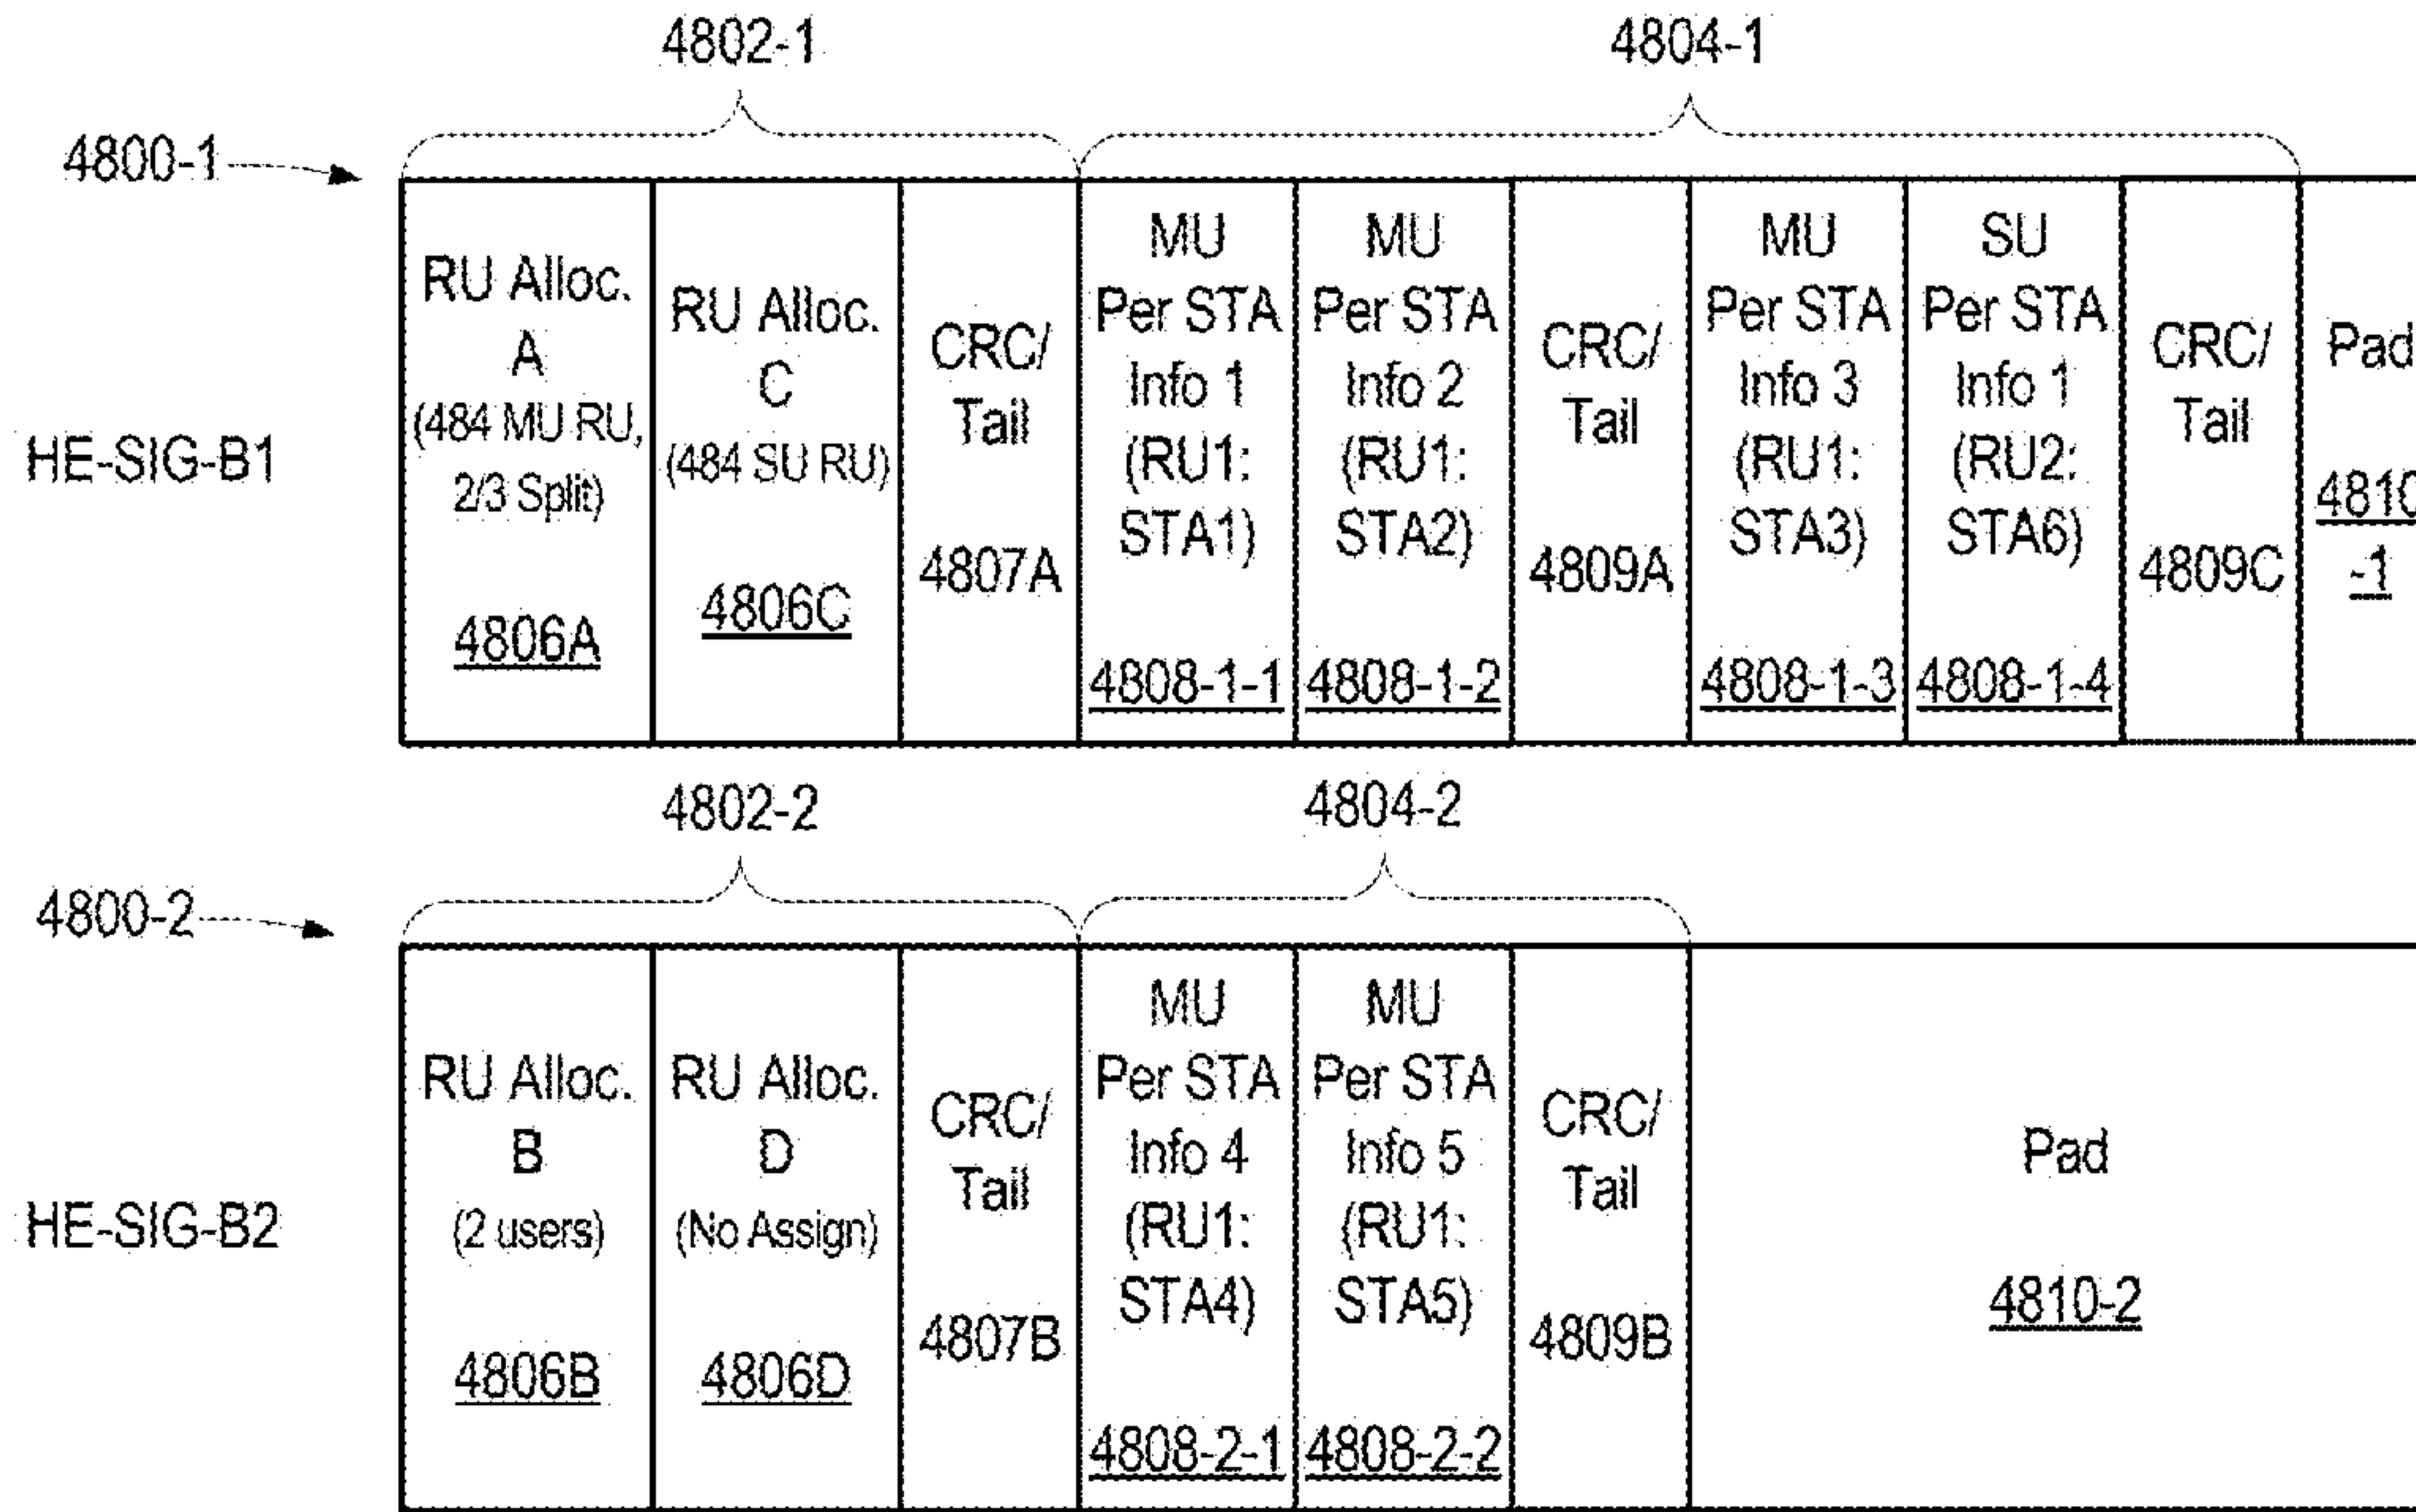 4802-1
4804-1
4800-1
HE-SIG-B1
RU Alloc.
A
(484 MU RU,
2/3 Split)
4806A
RU Alloc.
C
(484 SU RU)
4806C
CRC/
Tail
4807A
MU
Per STA
Info 1
(RU1:
STA1)
4808-1-1
MU
Per STA
Info 2
(RU1:
STA2)
4808-1-2
CRC/
Tail
4809A
MU
Per STA
Info 3
(RU1:
STA3)
4808-1-3
SU
Per STA
Info 1
(RU2:
STA6)
4808-1-4
CRC/
Tail
4809C
Pad
4810
-1
4802-2
4804-2
4800-2
HE-SIG-B2
RU Alloc.
B
(2 users)
4806B
RU Alloc.
D
(No Assign)
4806D
CRC/
Tail
4807B
MU
Per STA
Info 4
(RU1:
STA4)
4808-2-1
MU
Per STA
Info 5
(RU1:
STA5)
4808-2-2
CRC/
Tail
4809B
Pad
4810-2